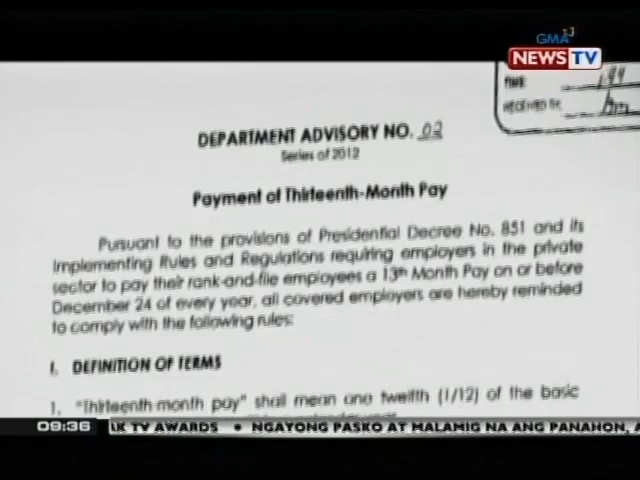 GMA
NEWS TV
TIME
RECEIVED BY:
DEPARTMENT ADVISORY NO. 02
Series of 2012
Payment of Thirteenth-Month Pay
Pursuant to the provisions of Presidential Decree No. 851 and its
Implementing Rules and Regulations requiring employers in the private
sector to pay their rank-and-file employees a 13th Month Pay on or before
December 24 of every year, all covered employers are hereby reminded
to comply with the following rules:
I. DEFINITION OF TERMS
1. "Thirteenth-month pay" shall mean one twelfth (1/12) of the basic
09:36 AK TV AWARDS • NGAYONG PASKO AT MALAMIG NA ANG PANAHON, A